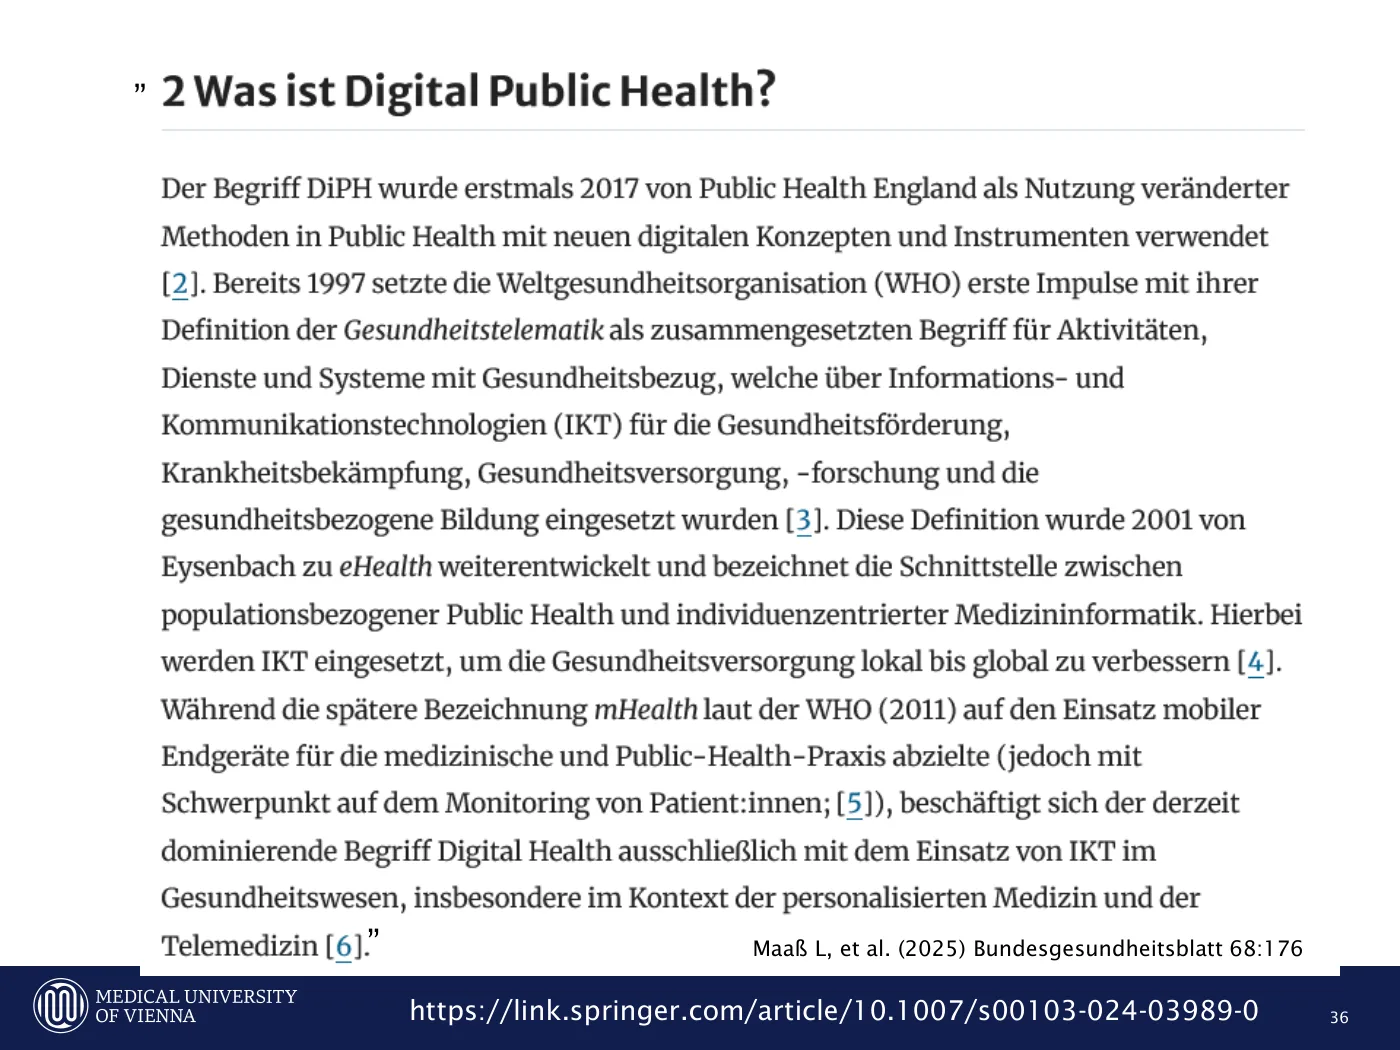 ” 2 Was ist Digital Public Health?
Der Begriff DiPH wurde erstmals 2017 von Public Health England als Nutzung veränderter
Methoden in Public Health mit neuen digitalen Konzepten und Instrumenten verwendet
[2]. Bereits 1997 setzte die Weltgesundheitsorganisation (WHO) erste Impulse mit ihrer
Definition der Gesundheitstelematik als zusammengesetzten Begriff für Aktivitäten,
Dienste und Systeme mit Gesundheitsbezug, welche über Informations- und
Kommunikationstechnologien (IKT) für die Gesundheitsförderung,
Krankheitsbekämpfung, Gesundheitsversorgung, -forschung und die
gesundheitsbezogene Bildung eingesetzt wurden [3]. Diese Definition wurde 2001 von
Eysenbach zu eHealth weiterentwickelt und bezeichnet die Schnittstelle zwischen
populationsbezogener Public Health und individuenzentrierter Medizininformatik. Hierbei
werden IKT eingesetzt, um die Gesundheitsversorgung lokal bis global zu verbessern [4].
Während die spätere Bezeichnung mHealth laut der WHO (2011) auf den Einsatz mobiler
Endgeräte für die medizinische und Public-Health-Praxis abzielte (jedoch mit
Schwerpunkt auf dem Monitoring von Patient:innen; [5]), beschäftigt sich der derzeit
dominierende Begriff Digital Health ausschließlich mit dem Einsatz von IKT im
Gesundheitswesen, insbesondere im Kontext der personalisierten Medizin und der
Telemedizin [6].”
Maaß L, et al. (2025) Bundesgesundheitsblatt 68:176
MEDICAL UNIVERSITY
OF VIENNA
https://link.springer.com/article/10.1007/s00103-024-03989-0
36